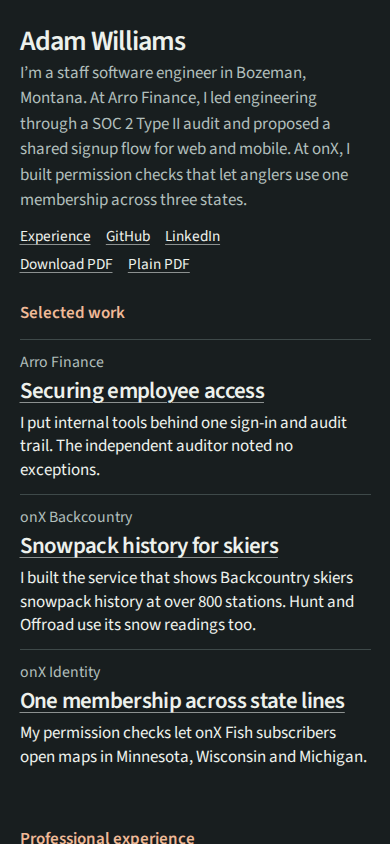 Adam Williams
I’m a staff software engineer in Bozeman,
Montana. At Arro Finance, I led engineering
through a SOC 2 Type II audit and proposed a
shared signup flow for web and mobile. At onX, I
built permission checks that let anglers use one
membership across three states.
Experience GitHub LinkedIn
Download PDF Plain PDF
Selected work
Arro Finance
Securing employee access
I put internal tools behind one sign-in and audit
trail. The independent auditor noted no
exceptions.
onX Backcountry
Snowpack history for skiers
I built the service that shows Backcountry skiers
snowpack history at over 800 stations. Hunt and
Offroad use its snow readings too.
onX Identity
One membership across state lines
My permission checks let onX Fish subscribers
open maps in Minnesota, Wisconsin and Michigan.
Professional experience